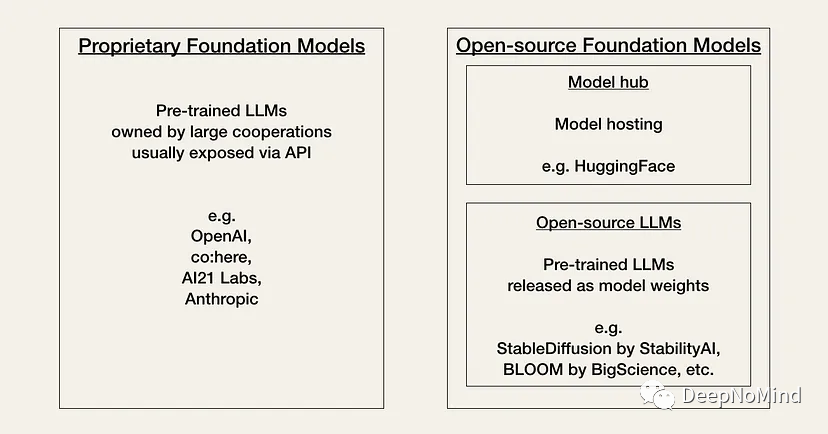 Proprietary Foundation Models
Pre-trained LLMs
owned by large cooperations
usually exposed via API
e.g.
OpenAI,
co:here,
AI21 Labs,
Anthropic
Open-source Foundation Models
Model hub
Model hosting
e.g. HuggingFace
Open-source LLMs
Pre-trained LLMs
released as model weights
e.g.
StableDiffusion by StabilityAI,
BLOOM by BigScience, etc.
DeepNoMind